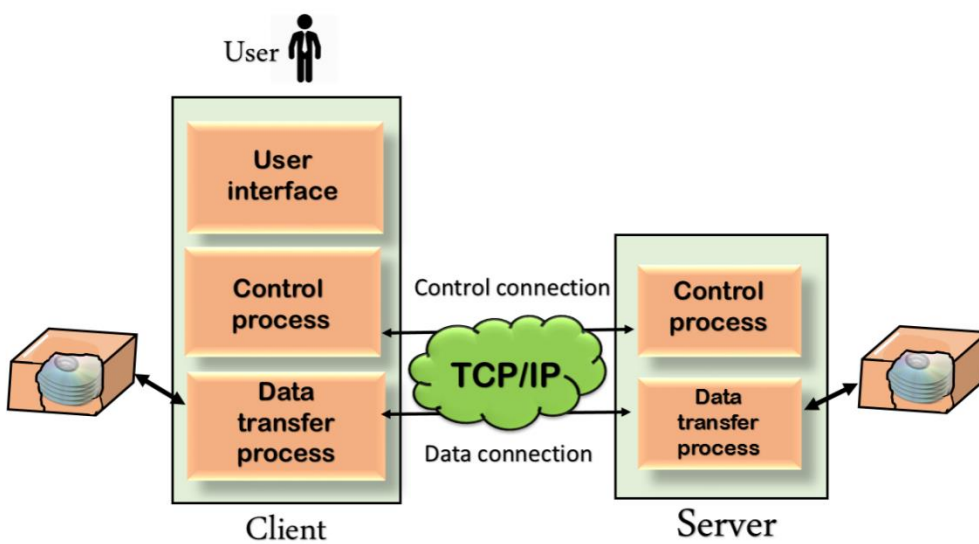 User
User
interface
Control
process
Data
transfer
process
Client
Control connection
TCP/IP
Data connection
Control
process
Data
transfer
process
Server